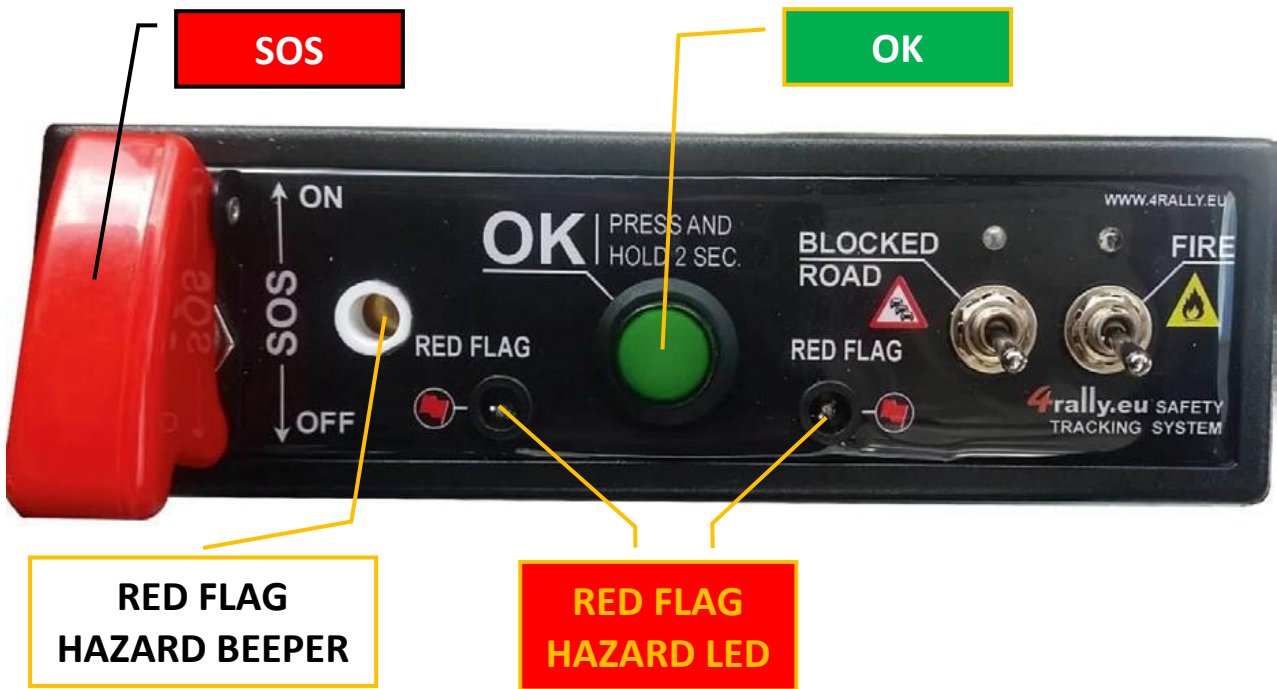 SOS
OK
ON
SOS
OFF
SOS
OK
PRESS AND
HOLD 2 SEC.
WWW.4RALLY.EU
BLOCKED
ROAD
FIRE
RED FLAG
RED FLAG
4rally.eu SAFETY
TRACKING SYSTEM
RED FLAG
HAZARD BEEPER
RED FLAG
HAZARD LED